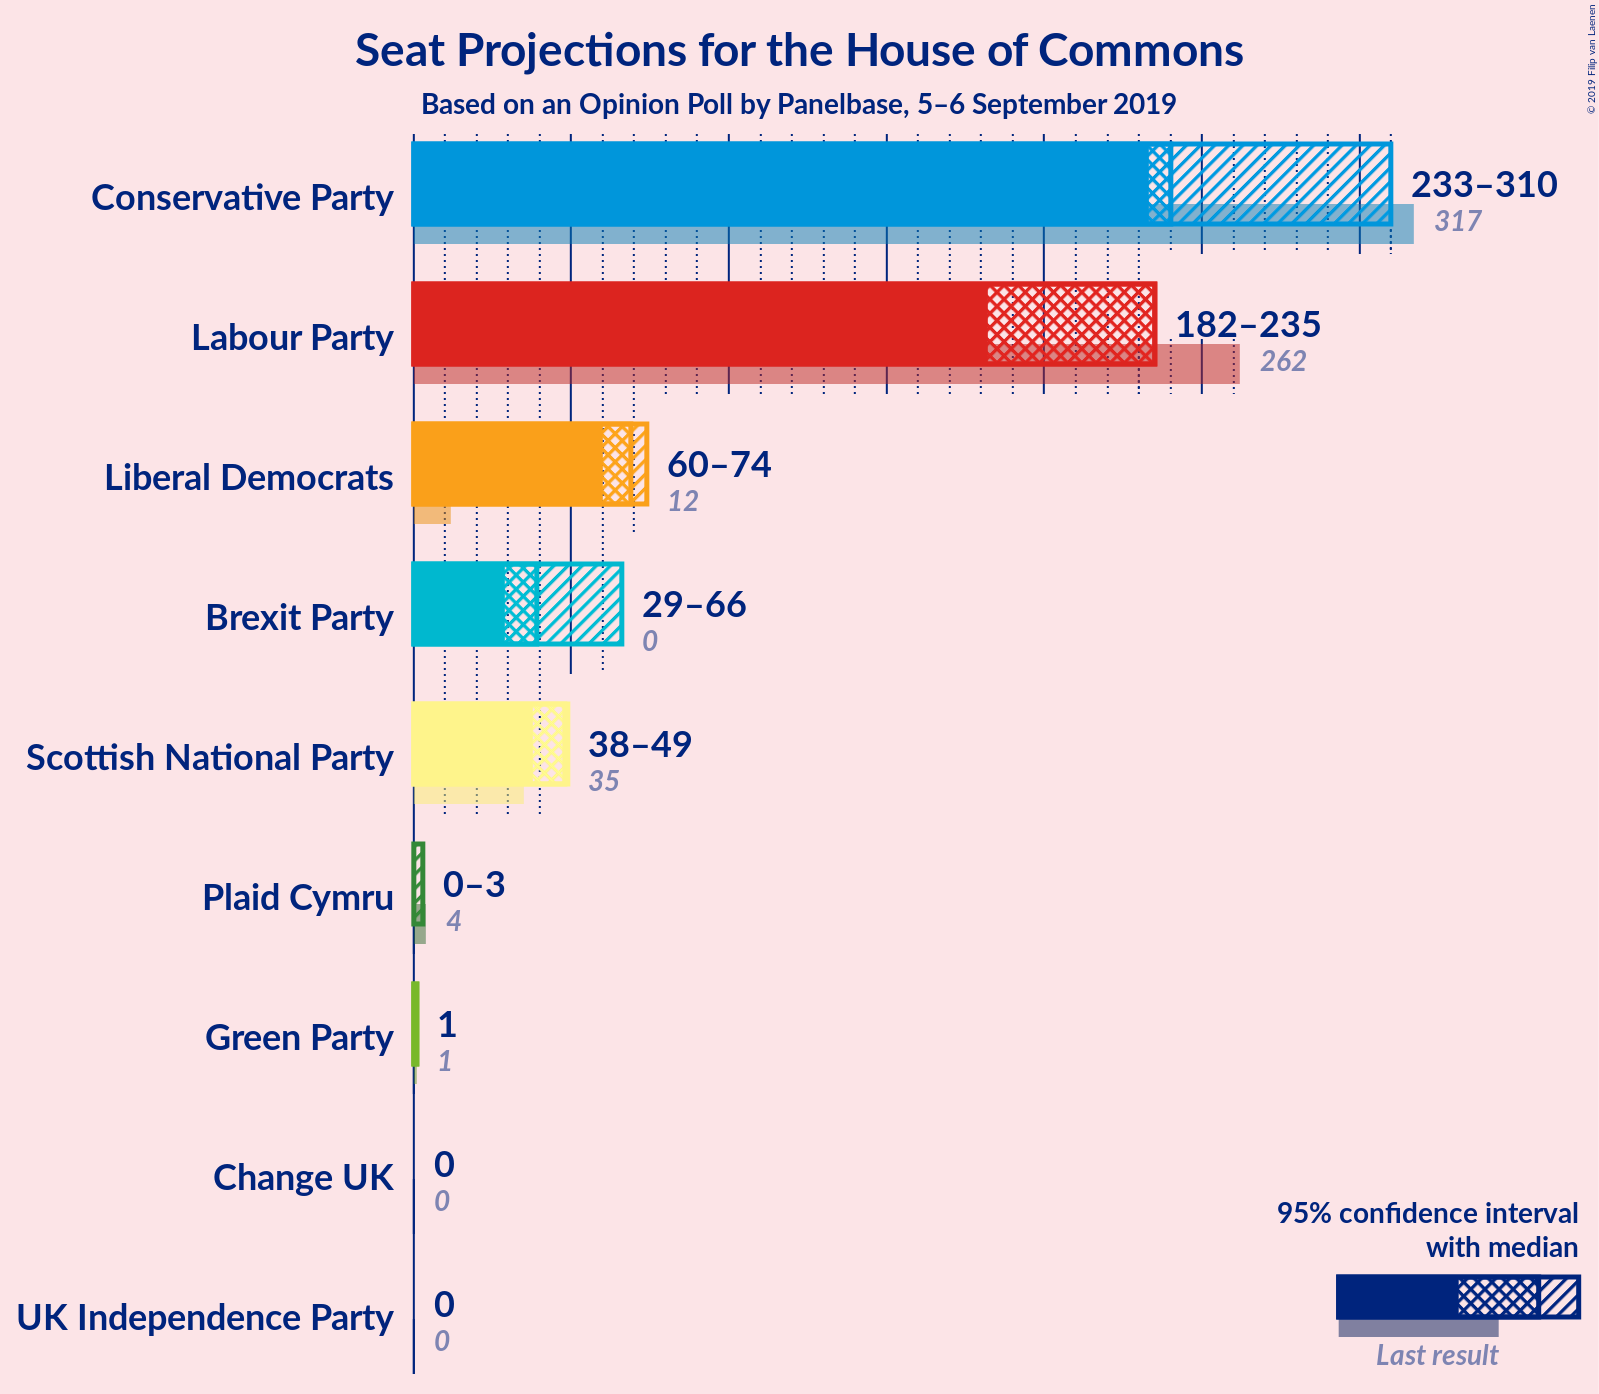 Seat Projections for the House of Commons
Based on an Opinion Poll by Panelbase, 5–6 September 2019
© 2019 Filip van Laenen
Conservative Party
233–310
317
Labour Party
182–235
262
Liberal Democrats
60–74
12
Brexit Party
29–66
0
Scottish National Party
38–49
35
Plaid Cymru
0–3
4
Green Party
1
1
Change UK
0
0
UK Independence Party
0
0
95% confidence interval
with median
Last result